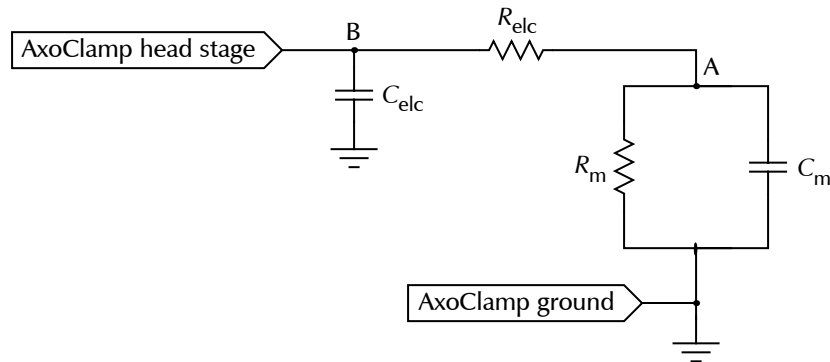 AxoClamp head stage
B
R_elc
C_elc
A
R_m
C_m
AxoClamp ground